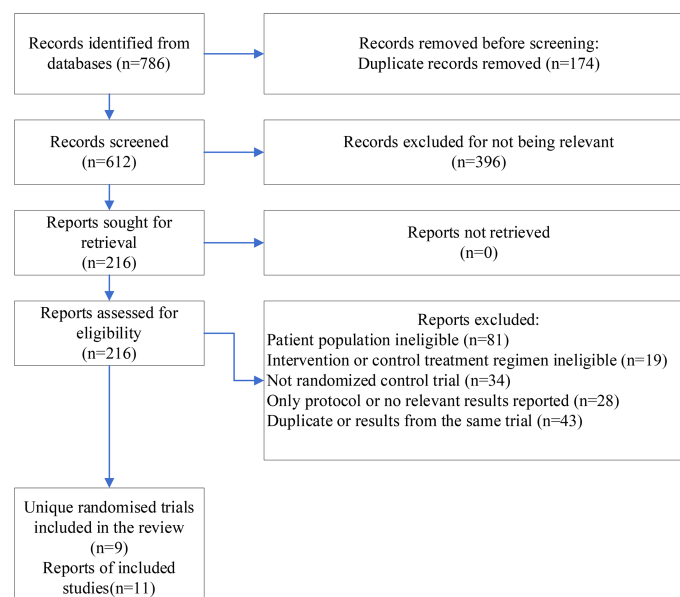 Records identified from
databases (n=786)
Records removed before screening:
Duplicate records removed (n=174)
Records screened
(n=612)
Records excluded for not being relevant
(n=396)
Reports sought for
retrieval
(n=216)
Reports not retrieved
(n=0)
Reports assessed for
eligibility
(n=216)
Reports excluded:
Patient population ineligible (n=81)
Intervention or control treatment regimen ineligible (n=19)
Not randomized control trial (n=34)
Only protocol or no relevant results reported (n=28)
Duplicate or results from the same trial (n=43)
Unique randomised trials
included in the review
(n=9)
Reports of included
studies(n=11)